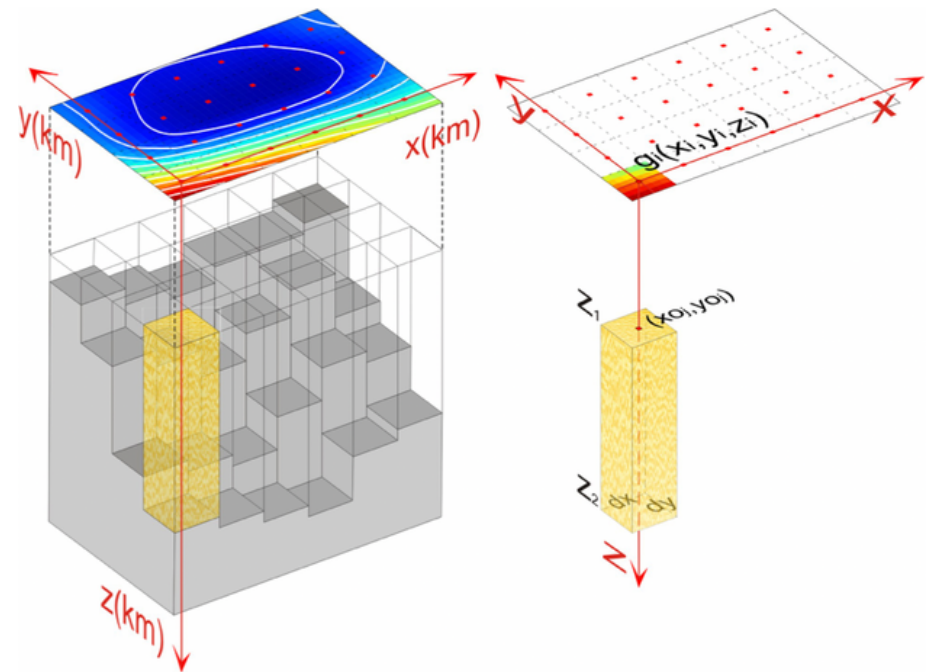 y(km)
x(km)
z(km)
y
x
gi(xi,yi,zi)
z1
(xoj,yoj)
z2
dx
dy
z